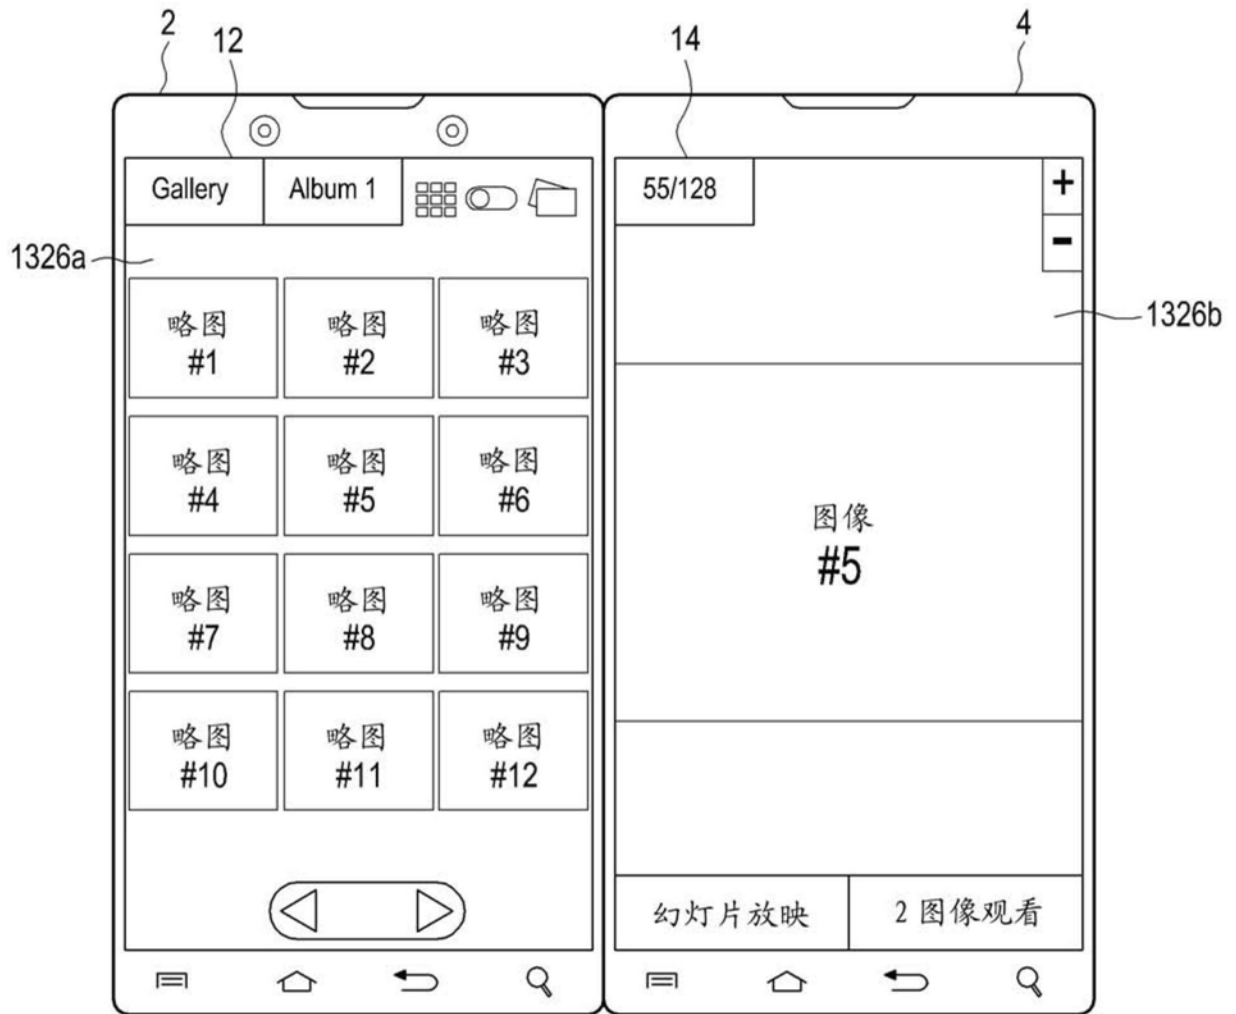 2
12
14
4
Gallery
Album 1
55/128
+
-
1326a
1326b
略图
#1
略图
#2
略图
#3
略图
#4
略图
#5
略图
#6
图像
#5
略图
#7
略图
#8
略图
#9
略图
#10
略图
#11
略图
#12
幻灯片放映
2 图像观看